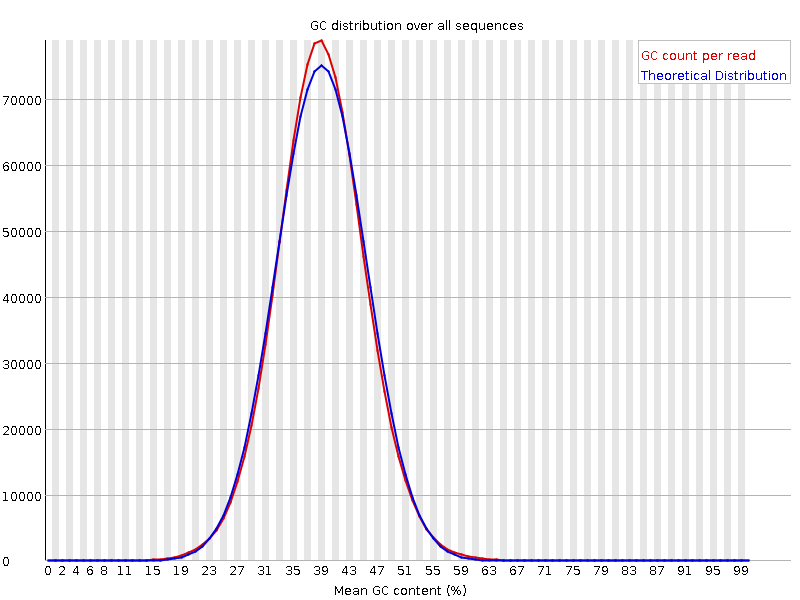 GC distribution over all sequences
GC count per read
Theoretical Distribution
70000
60000
50000
40000
30000
20000
10000
0
0 2 4 6 8 11 15 19 23 27 31 35 39 43 47 51 55 59 63 67 71 75 79 83 87 91 95 99
Mean GC content (%)